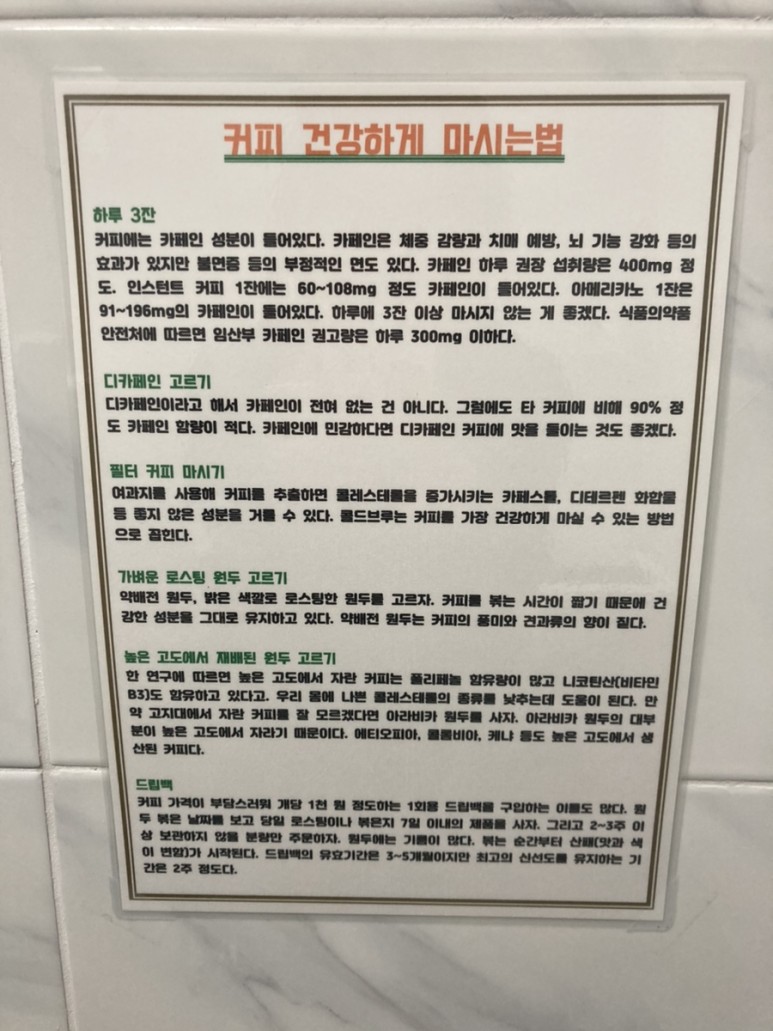 커피 건강하게 마시는법
하루 3잔
커피에는 카페인 성분이 들어있다. 카페인은 체중 감량과 치매 예방, 뇌 기능 강화 등의
효과가 있지만 불면증 등의 부정적인 면도 있다. 카페인 하루 권장 섭취량은 400mg 정
도. 인스턴트 커피 1잔에는 60~108mg 정도 카페인이 들어있다. 아메리카노 1잔은
91~196mg의 카페인이 들어있다. 하루에 3잔 이상 마시지 않는 게 좋겠다. 식품의약품
안전처에 따르면 임산부 카페인 권고량은 하루 300mg 이하다.
디카페인 고르기
디카페인이라고 해서 카페인이 전혀 없는 건 아니다. 그럼에도 타 커피에 비해 90% 정
도 카페인 함량이 적다. 카페인에 민감하다면 디카페인 커피에 맛을 들이는 것도 좋겠다.
필터 커피 마시기
여과지를 사용해 커피를 추출하면 콜레스테롤을 증가시키는 카페스톨, 디테르펜 화합물
등 좋지 않은 성분을 거를 수 있다. 콜드브루는 커피를 가장 건강하게 마실 수 있는 방법
으로 꼽힌다.
가벼운 로스팅 원두 고르기
약배전 원두, 밝은 색깔로 로스팅한 원두를 고르자. 커피를 볶는 시간이 짧기 때문에 건
강한 성분을 그대로 유지하고 있다. 약배전 원두는 커피의 풍미와 견과류의 향이 짙다.
높은 고도에서 재배된 원두 고르기
한 연구에 따르면 높은 고도에서 자란 커피는 폴리페놀 함유량이 많고 니코틴산(비타민
B3)도 함유하고 있다고. 우리 몸에 나쁜 콜레스테롤의 종류를 낮추는데 도움이 된다. 만
약 고지대에서 자란 커피를 잘 모르겠다면 아라비카 원두를 사자. 아라비카 원두의 대부
분이 높은 고도에서 자라기 때문이다. 에티오피아, 콜롬비아, 케냐 등도 높은 고도에서 생
산된 커피다.
드립백
커피 가격이 부담스러워 개당 1천 원 정도하는 1회용 드립백을 구입하는 이들도 많다. 원
두 볶은 날짜를 보고 당일 로스팅이나 볶은지 7일 이내의 제품을 사자. 그리고 2~3주 이
상 보관하지 않을 분량만 주문하자. 원두에는 기름이 많다. 볶는 순간부터 산패(맛과 색
이 변함)가 시작된다. 드립백의 유효기간은 3~5개월이지만 최고의 신선도를 유지하는 기
간은 2주 정도다.